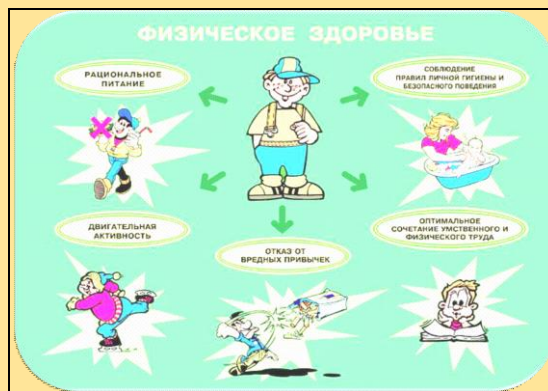 ФИЗИЧЕСКОЕ ЗДОРОВЬЕ
РАЦИОНАЛЬНОЕ
ПИТАНИЕ
СОБЛЮДЕНИЕ
ПРАВИЛ ЛИЧНОЙ ГИГИЕНЫ И
БЕЗОПАСНОГО ПОВЕДЕНИЯ
ДВИГАТЕЛЬНАЯ
АКТИВНОСТЬ
ОТКАЗ ОТ
ВРЕДНЫХ ПРИВЫЧЕК
ОПТИМАЛЬНОЕ
СОЧЕТАНИЕ УМСТВЕННОГО И
ФИЗИЧЕСКОГО ТРУДА